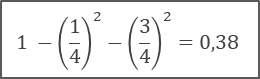 1 − (1/4)² − (3/4)² = 0,38